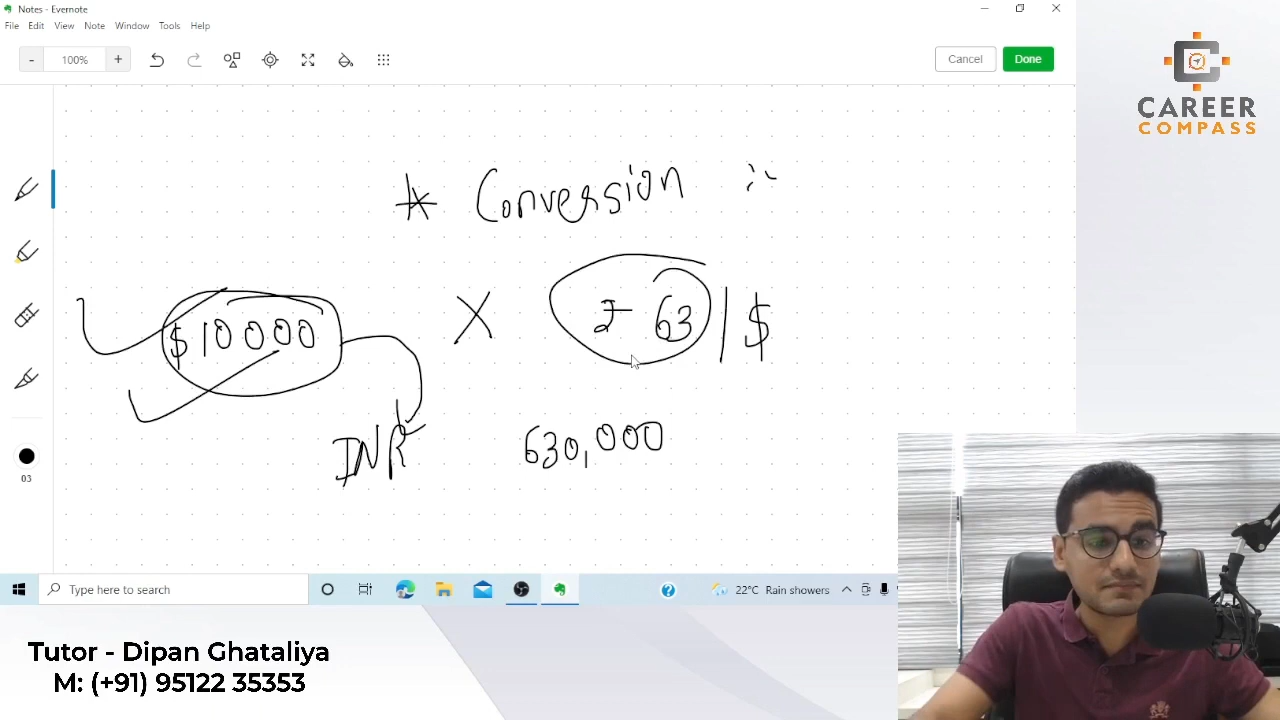 Notes - Evernote
File Edit View Note Window Tools Help
- 100% +
Cancel Done
CAREER
COMPASS
* Conversion :-
$10000 X ₹ 63 | $
INR 630,000
03
Type here to search
22°C Rain showers
Tutor - Dipan Ghataliya
M: (+91) 95122 35353